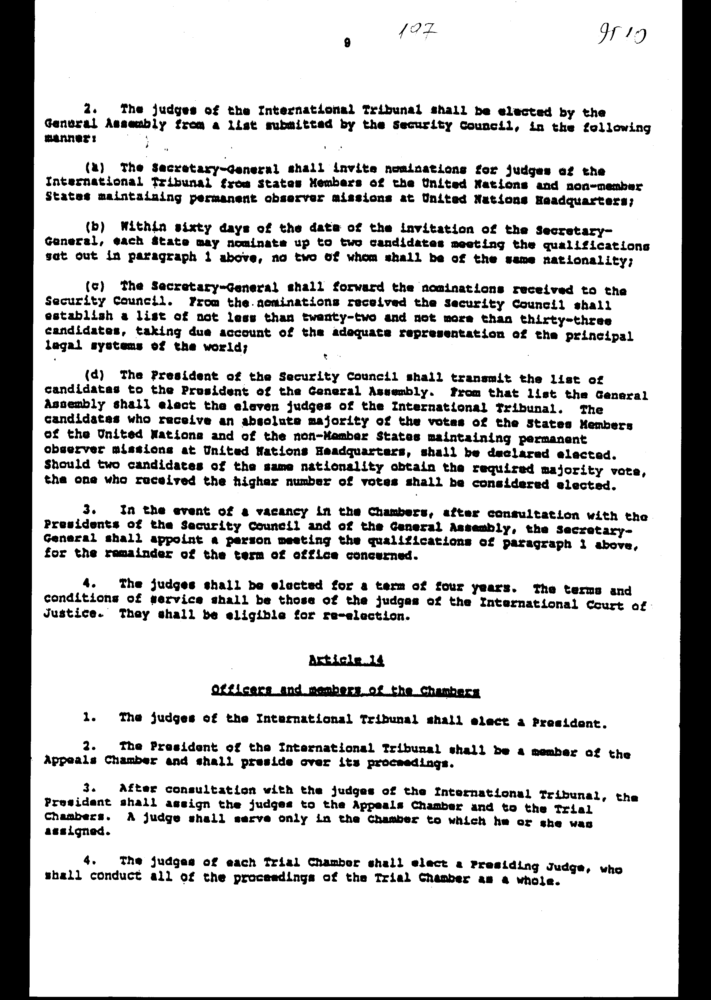 197
9
2. The judges of the International Tribunal shall be elected by the
General Assembly from a list submitted by the Security Council, in the following
manner:
(a) The Secretary-General shall invite nominations for judges of the
International Tribunal from States Members of the United Nations and non-member
States maintaining permanent observer missions at United Nations Headquarters;
(b) Within sixty days of the date of the invitation of the Secretary-
General, each State may nominate up to two candidates meeting the qualifications
set out in paragraph 1 above, no two of whom shall be of the same nationality;
(c) The Secretary-General shall forward the nominations received to the
Security Council. From the nominations received the Security Council shall
establish a list of not less than twenty-two and not more than thirty-three
candidates, taking due account of the adequate representation of the principal
legal systems of the world;
(d) The President of the Security Council shall transmit the list of
candidates to the President of the General Assembly. From that list the General
Assembly shall elect the eleven judges of the International Tribunal. The
candidates who receive an absolute majority of the votes of the States Members
of the United Nations and of the non-Member States maintaining permanent
observer missions at United Nations Headquarters, shall be declared elected.
Should two candidates of the same nationality obtain the required majority vote,
the one who received the higher number of votes shall be considered elected.
3. In the event of a vacancy in the Chambers, after consultation with the
Presidents of the Security Council and of the General Assembly, the Secretary-
General shall appoint a person meeting the qualifications of paragraph 1 above,
for the remainder of the term of office concerned.
4. The judges shall be elected for a term of four years. The terms and
conditions of service shall be those of the judges of the International Court of
Justice. They shall be eligible for re-election.
Article 14
Officers and members of the Chambers
1. The judges of the International Tribunal shall elect a President.
2. The President of the International Tribunal shall be a member of the
Appeals Chamber and shall preside over its proceedings.
3. After consultation with the judges of the International Tribunal, the
President shall assign the judges to the Appeals Chamber and to the Trial
Chambers. A judge shall serve only in the Chamber to which he or she was
assigned.
4. The judges of each Trial Chamber shall elect a Presiding Judge, who
shall conduct all of the proceedings of the Trial Chamber as a whole.